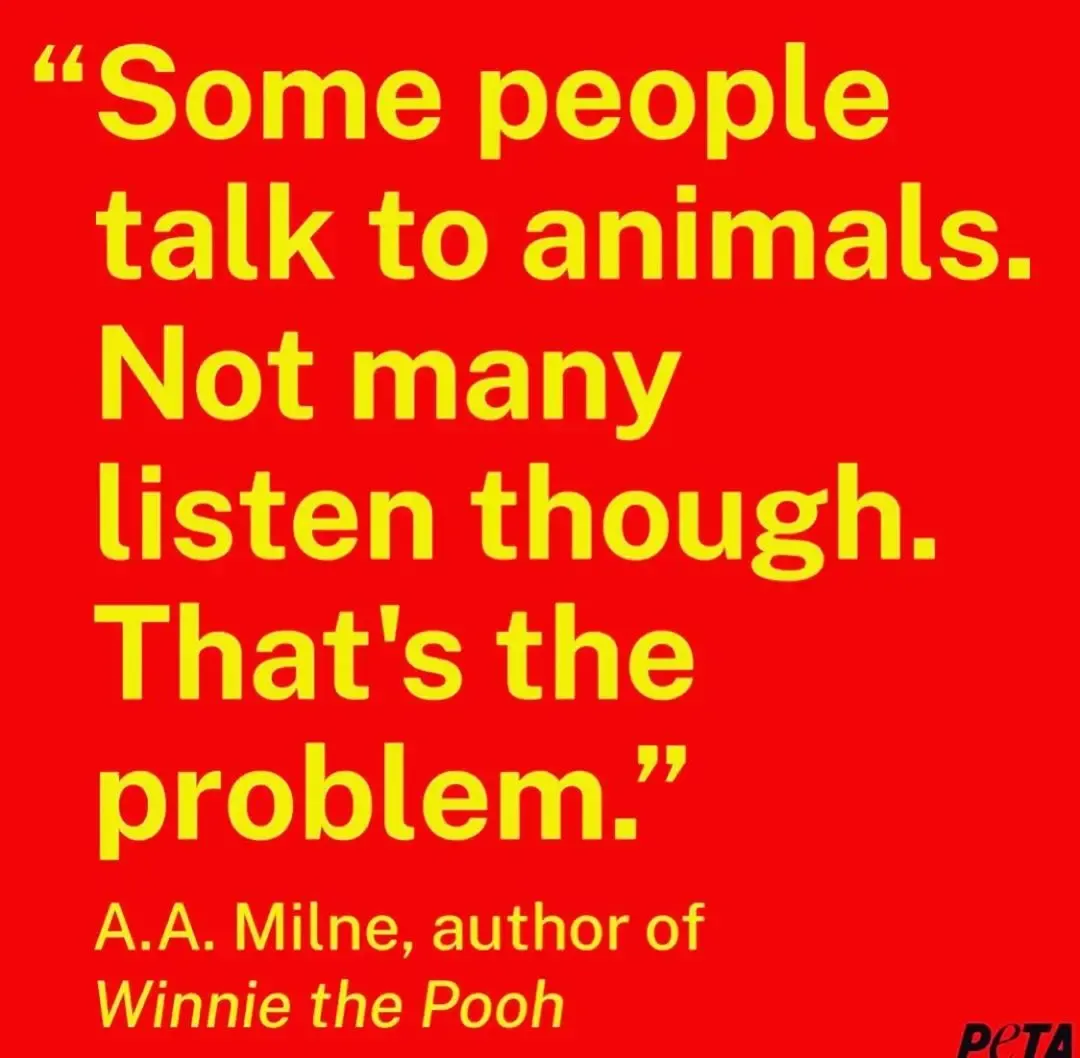 “Some people
talk to animals.
Not many
listen though.
That's the
problem.”
A.A. Milne, author of
Winnie the Pooh
PETA